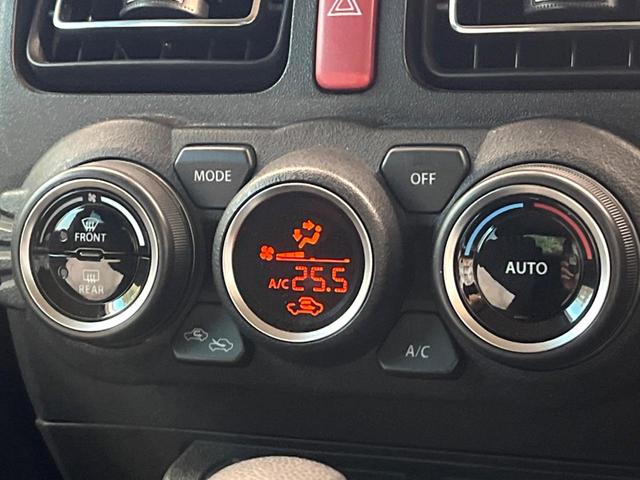 MODE
OFF
FRONT
REAR
A/C 25.5
AUTO
A/C